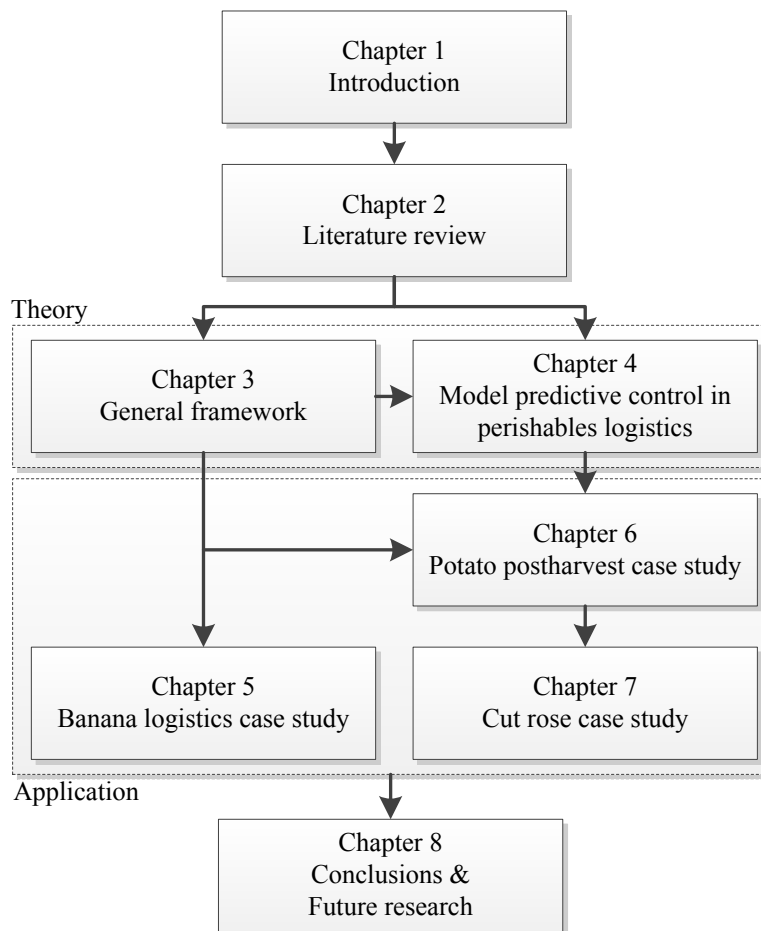 Chapter 1
Introduction
Chapter 2
Literature review
Theory
Chapter 3
General framework
Chapter 4
Model predictive control in
perishables logistics
Chapter 6
Potato postharvest case study
Chapter 5
Banana logistics case study
Chapter 7
Cut rose case study
Application
Chapter 8
Conclusions &
Future research